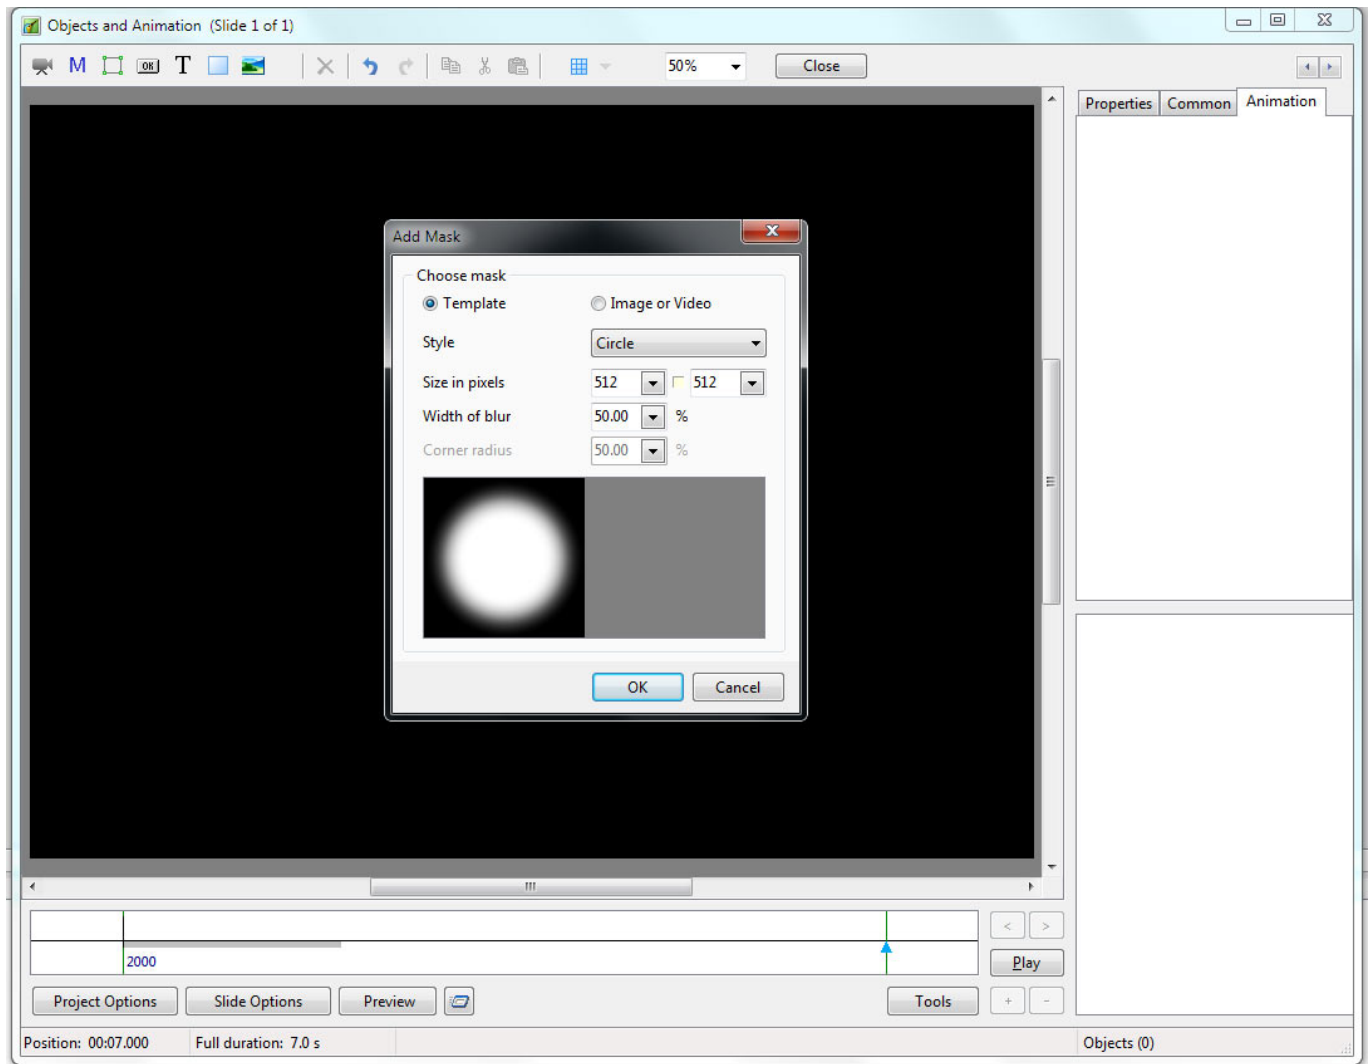 Objects and Animation (Slide 1 of 1)
M OK T 50% Close
Properties Common Animation
Add Mask
Choose mask
Template Image or Video
Style Circle
Size in pixels 512 512
Width of blur 50.00 %
Corner radius 50.00 %
OK Cancel
2000
< >
Play
Project Options Slide Options Preview Tools + -
Position: 00:07.000 Full duration: 7.0 s Objects (0)